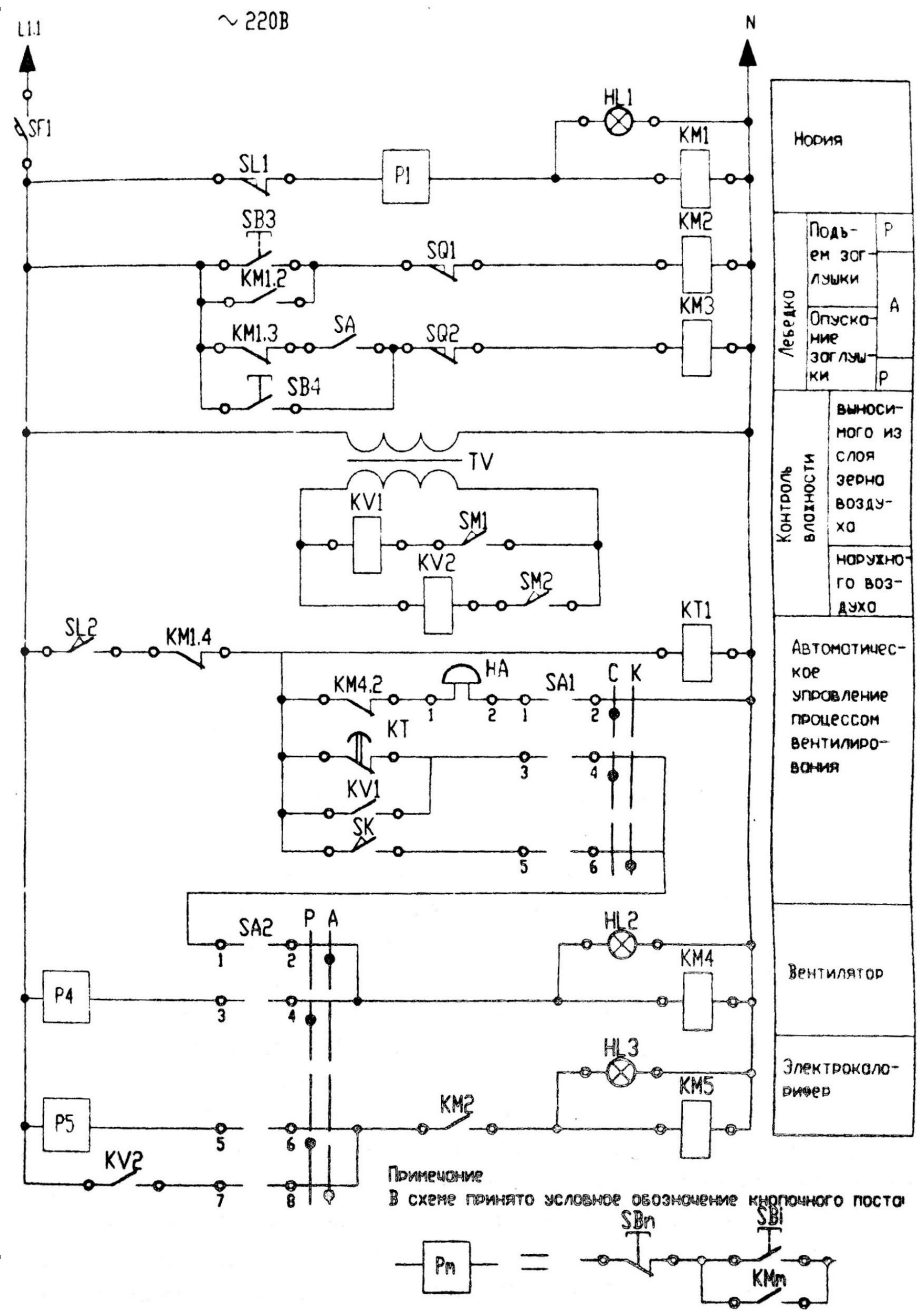 ~ 220В
L1.1
N
SF1
HL1
SL1
P1
KM1
Нория
SB3
KM1.2
SQ1
KM2
KM1.3
SA
SQ2
KM3
SB4
Лебедка
Подъ-
ем заг-
лушки
Р
А
Опуска-
ние
заглуш-
ки
Р
TV
KV1
SM1
KV2
SM2
Контроль
влажности
выноси-
мого из
слоя
зерна
возду-
ха
наружно-
го воз-
духа
SL2
KM1.4
KT1
KM4.2
HA
SA1
С К
1 2 1 2
KT
3 4
KV1
SK
5 6
Автоматичес-
кое
управление
процессом
вентилиро-
вания
SA2
Р А
1 2
HL2
P4
3 4
KM4
Вентилятор
HL3
P5
5 6
KM2
KM5
Электрокало-
рифер
KV2
7 8
Примечание
В схеме принято условное обозначение кнопочного поста
Pm
=
SBn
SBi
KMm